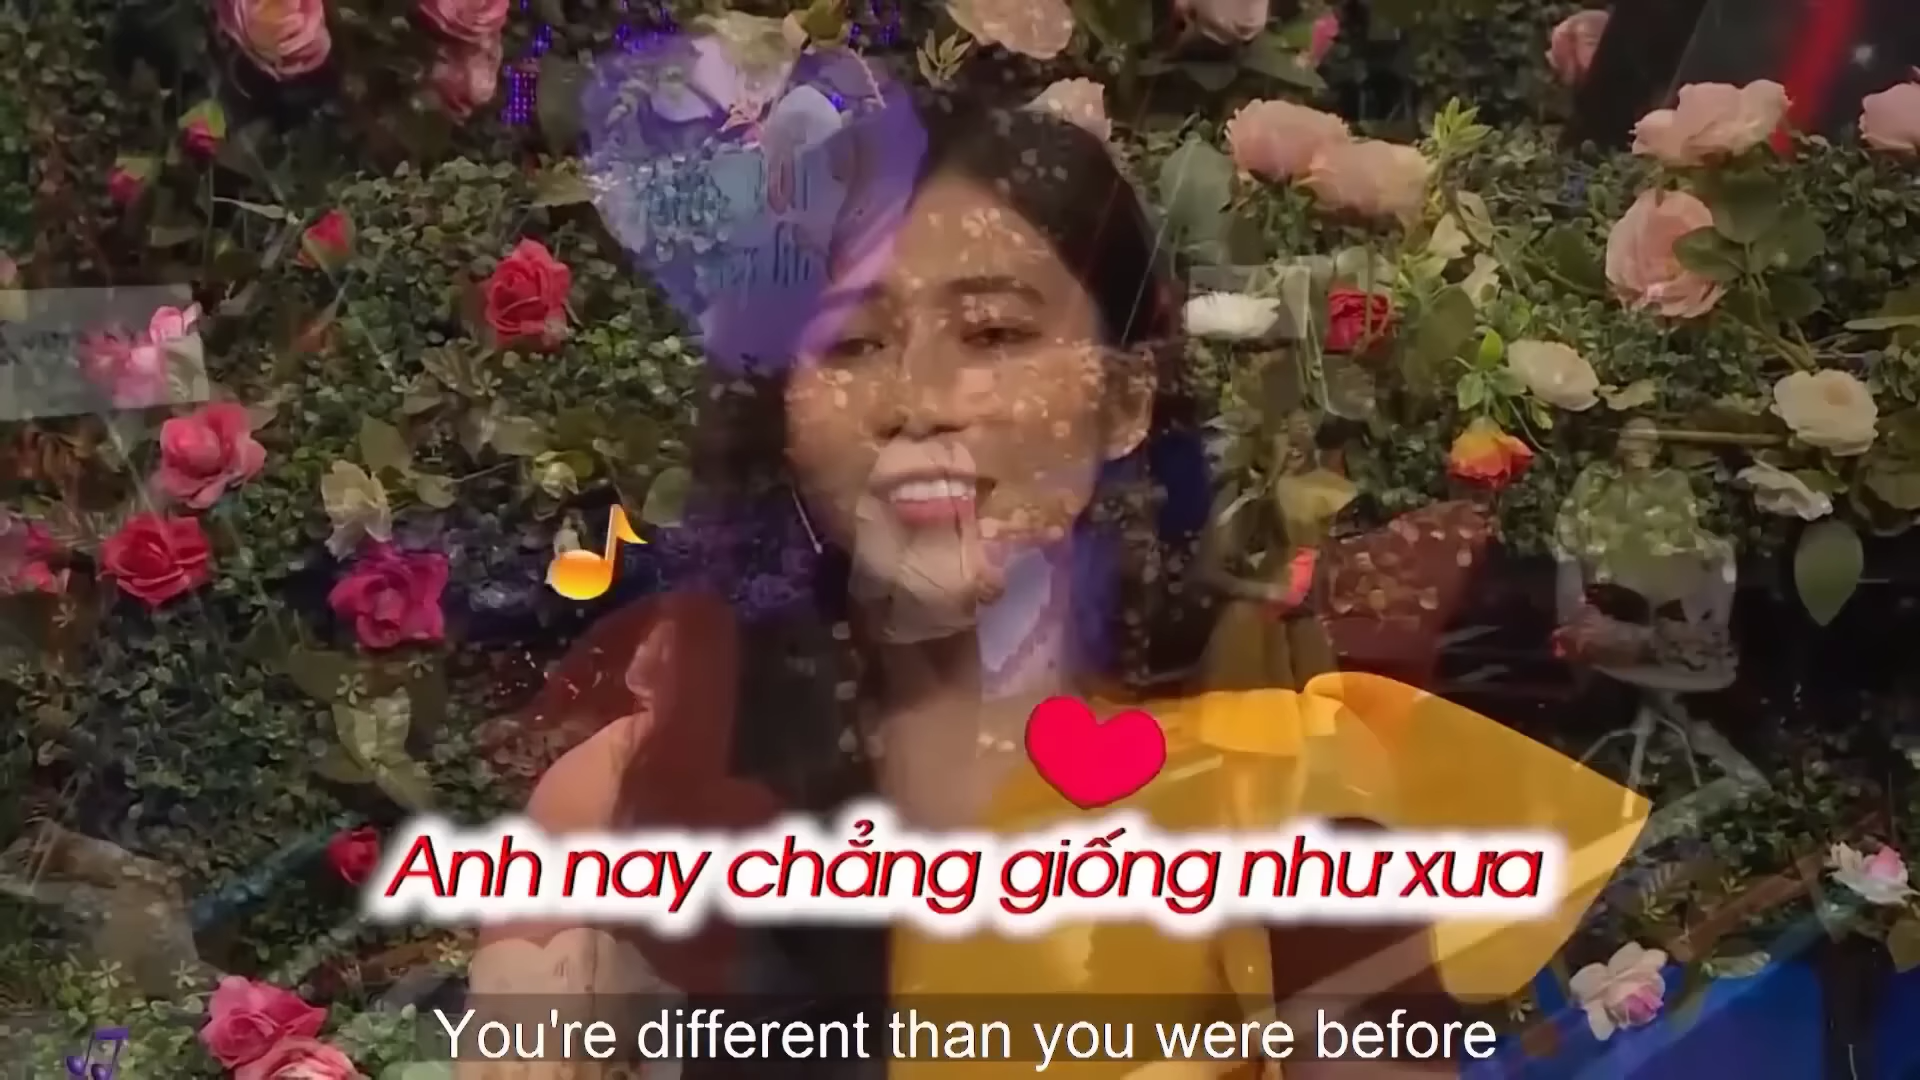 Anh nay chẳng giống như xưa
You're different than you were before